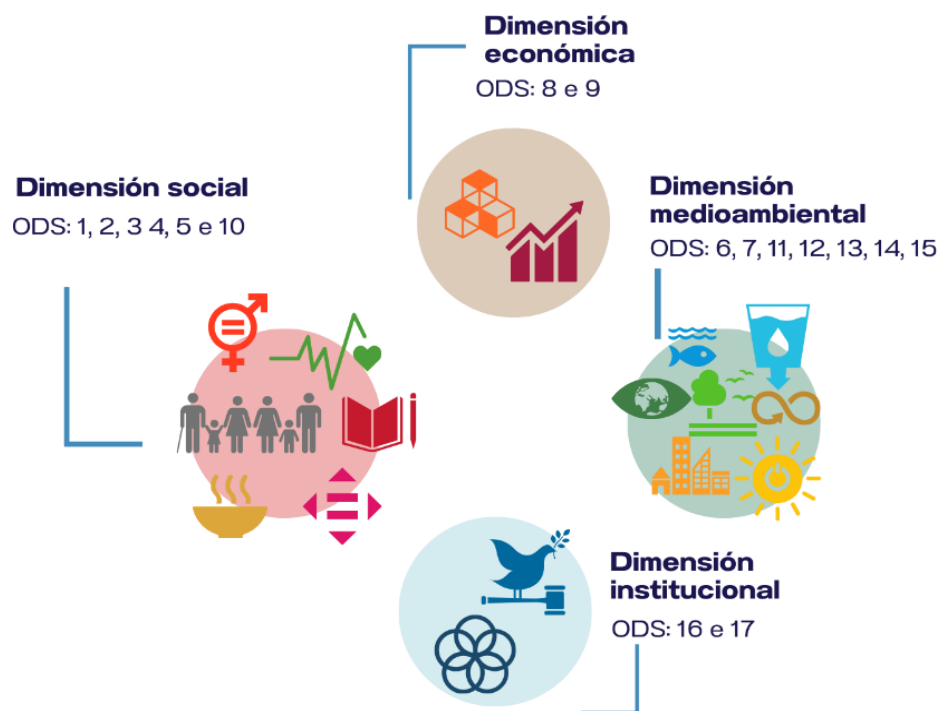 Dimensión
económica
ODS: 8 e 9
Dimensión social
ODS: 1, 2, 3 4, 5 e 10
Dimensión
medioambiental
ODS: 6, 7, 11, 12, 13, 14, 15
Dimensión
institucional
ODS: 16 e 17